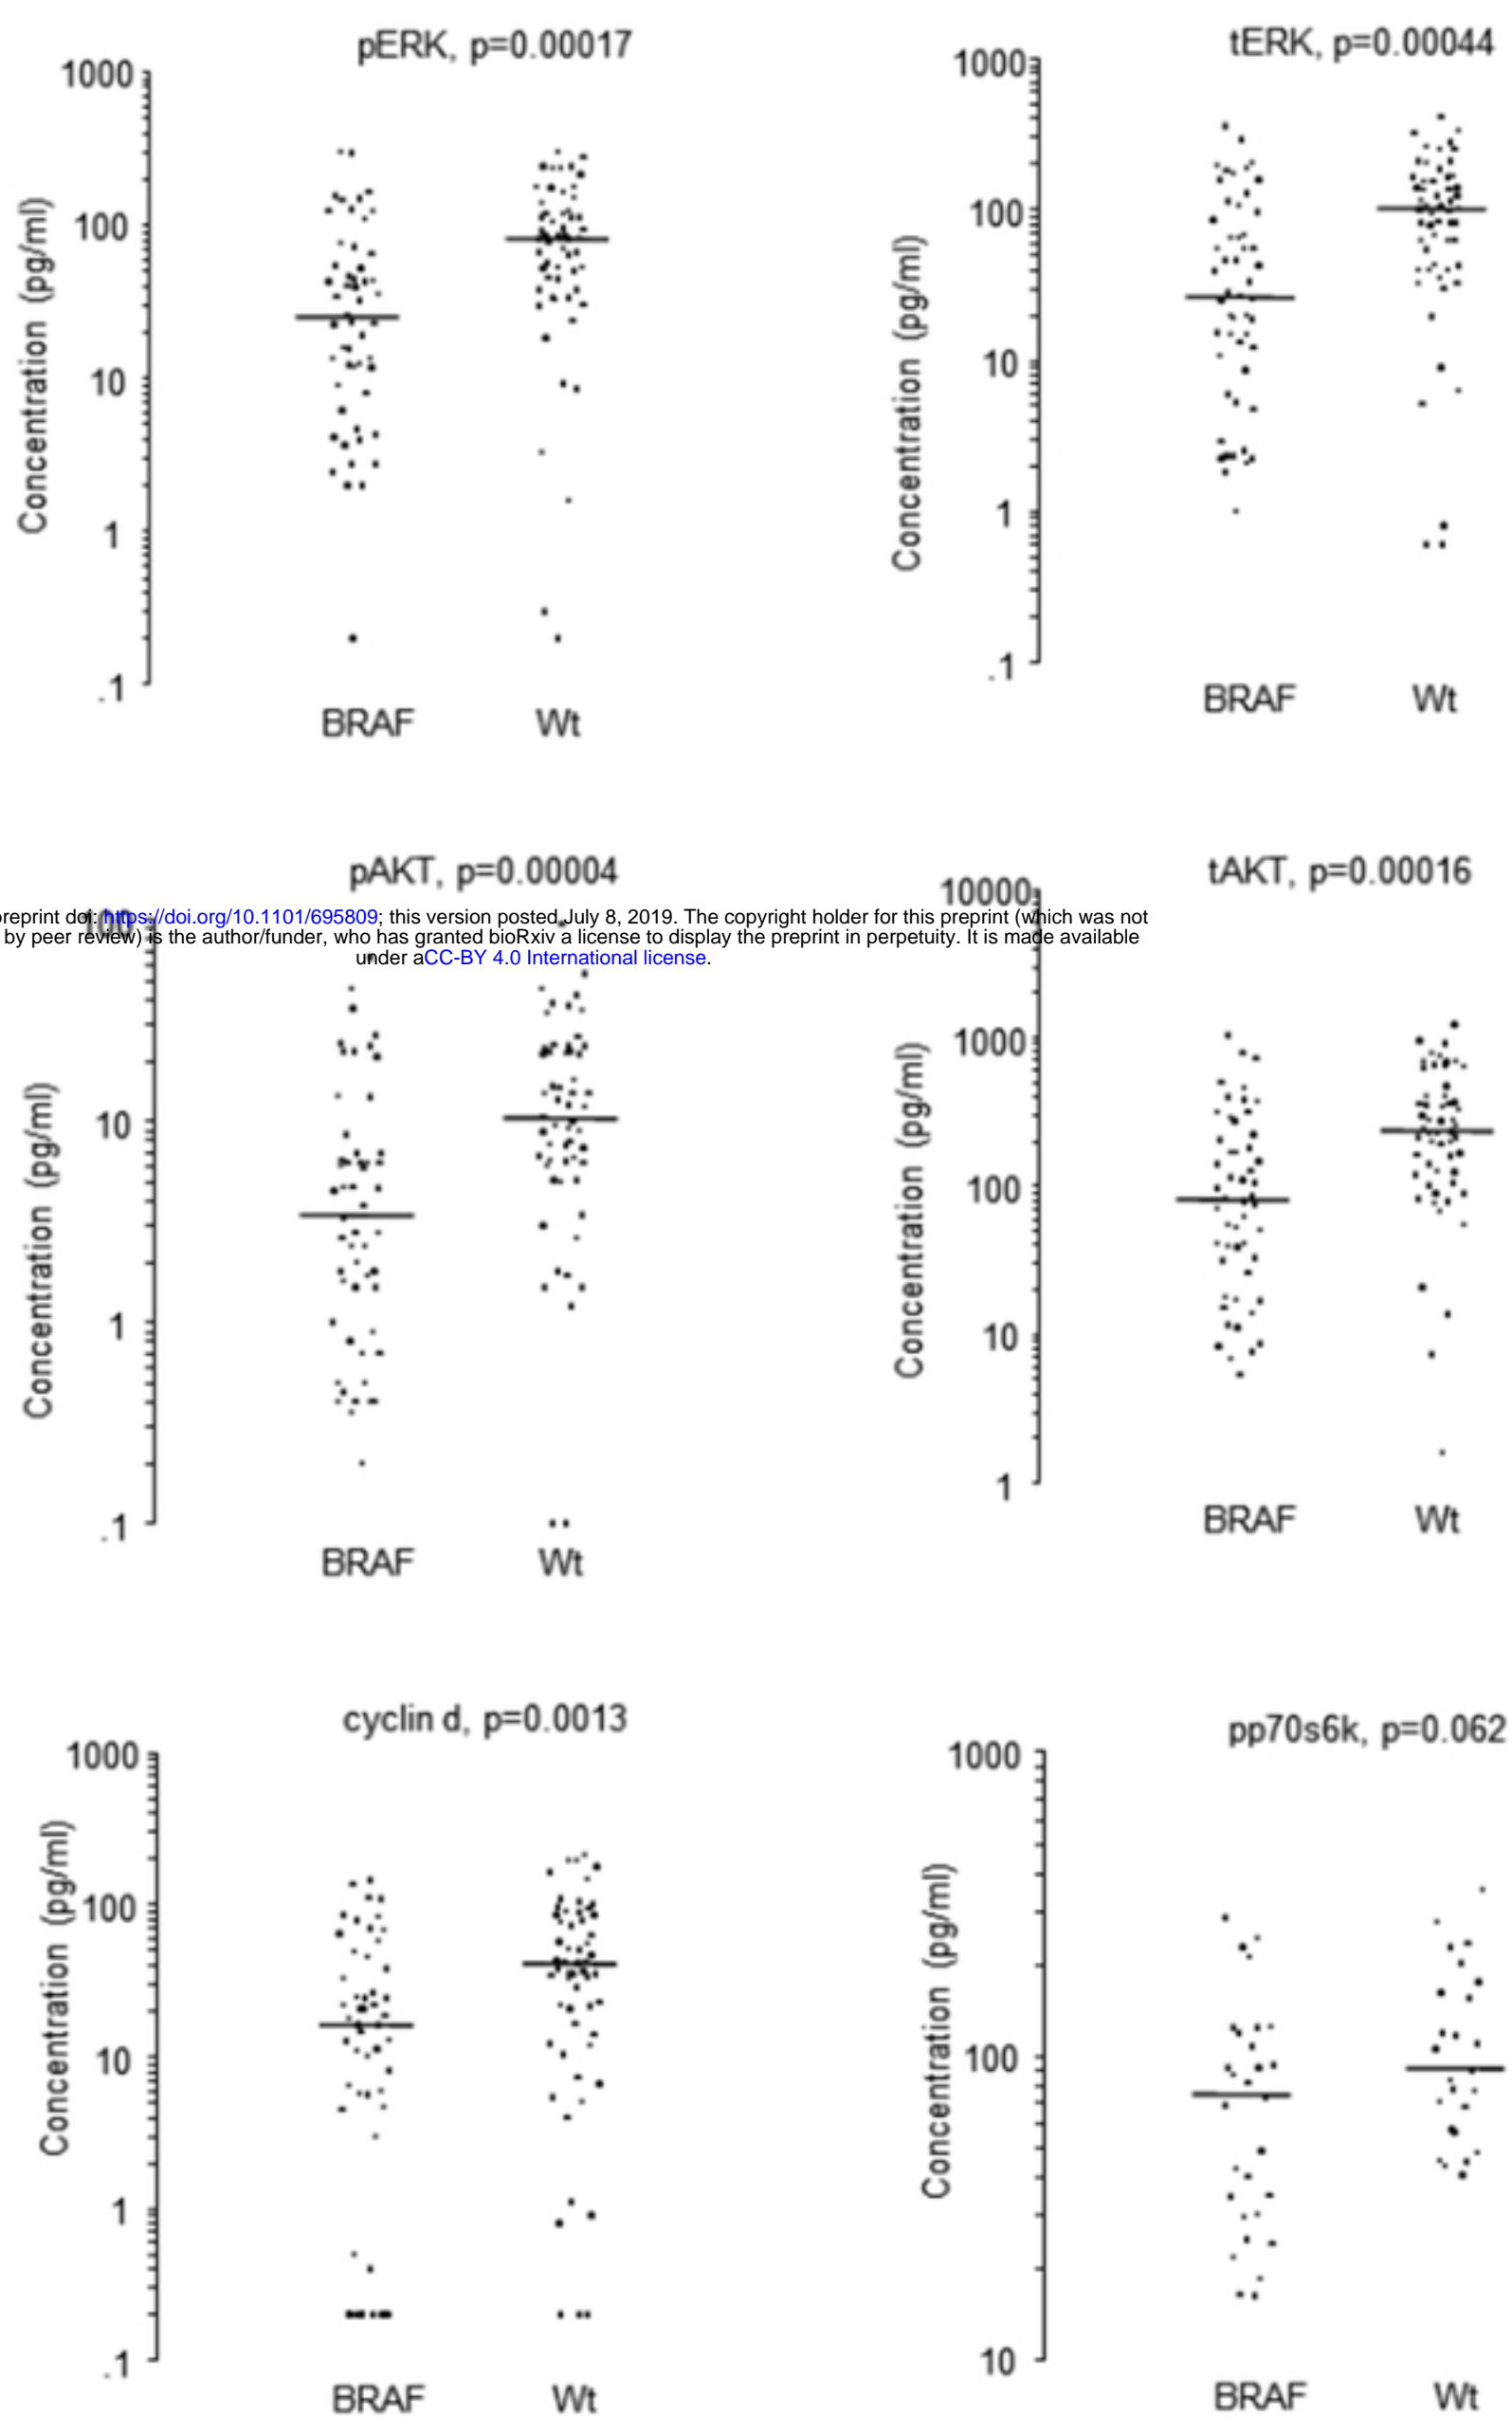 pERK, p=0.00017
1000
100
10
1
.1
Concentration (pg/ml)
BRAF Wt
tERK, p=0.00044
1000
100
10
1
.1
Concentration (pg/ml)
BRAF Wt
pAKT, p=0.00004
100
10
1
.1
Concentration (pg/ml)
BRAF Wt
tAKT, p=0.00016
10000
1000
100
10
1
Concentration (pg/ml)
BRAF Wt
preprint doi: https://doi.org/10.1101/695809; this version posted July 8, 2019. The copyright holder for this preprint (which was not
by peer review) is the author/funder, who has granted bioRxiv a license to display the preprint in perpetuity. It is made available
under aCC-BY 4.0 International license.
cyclin d, p=0.0013
1000
100
10
1
.1
Concentration (pg/ml)
BRAF Wt
pp70s6k, p=0.062
1000
100
10
Concentration (pg/ml)
BRAF Wt